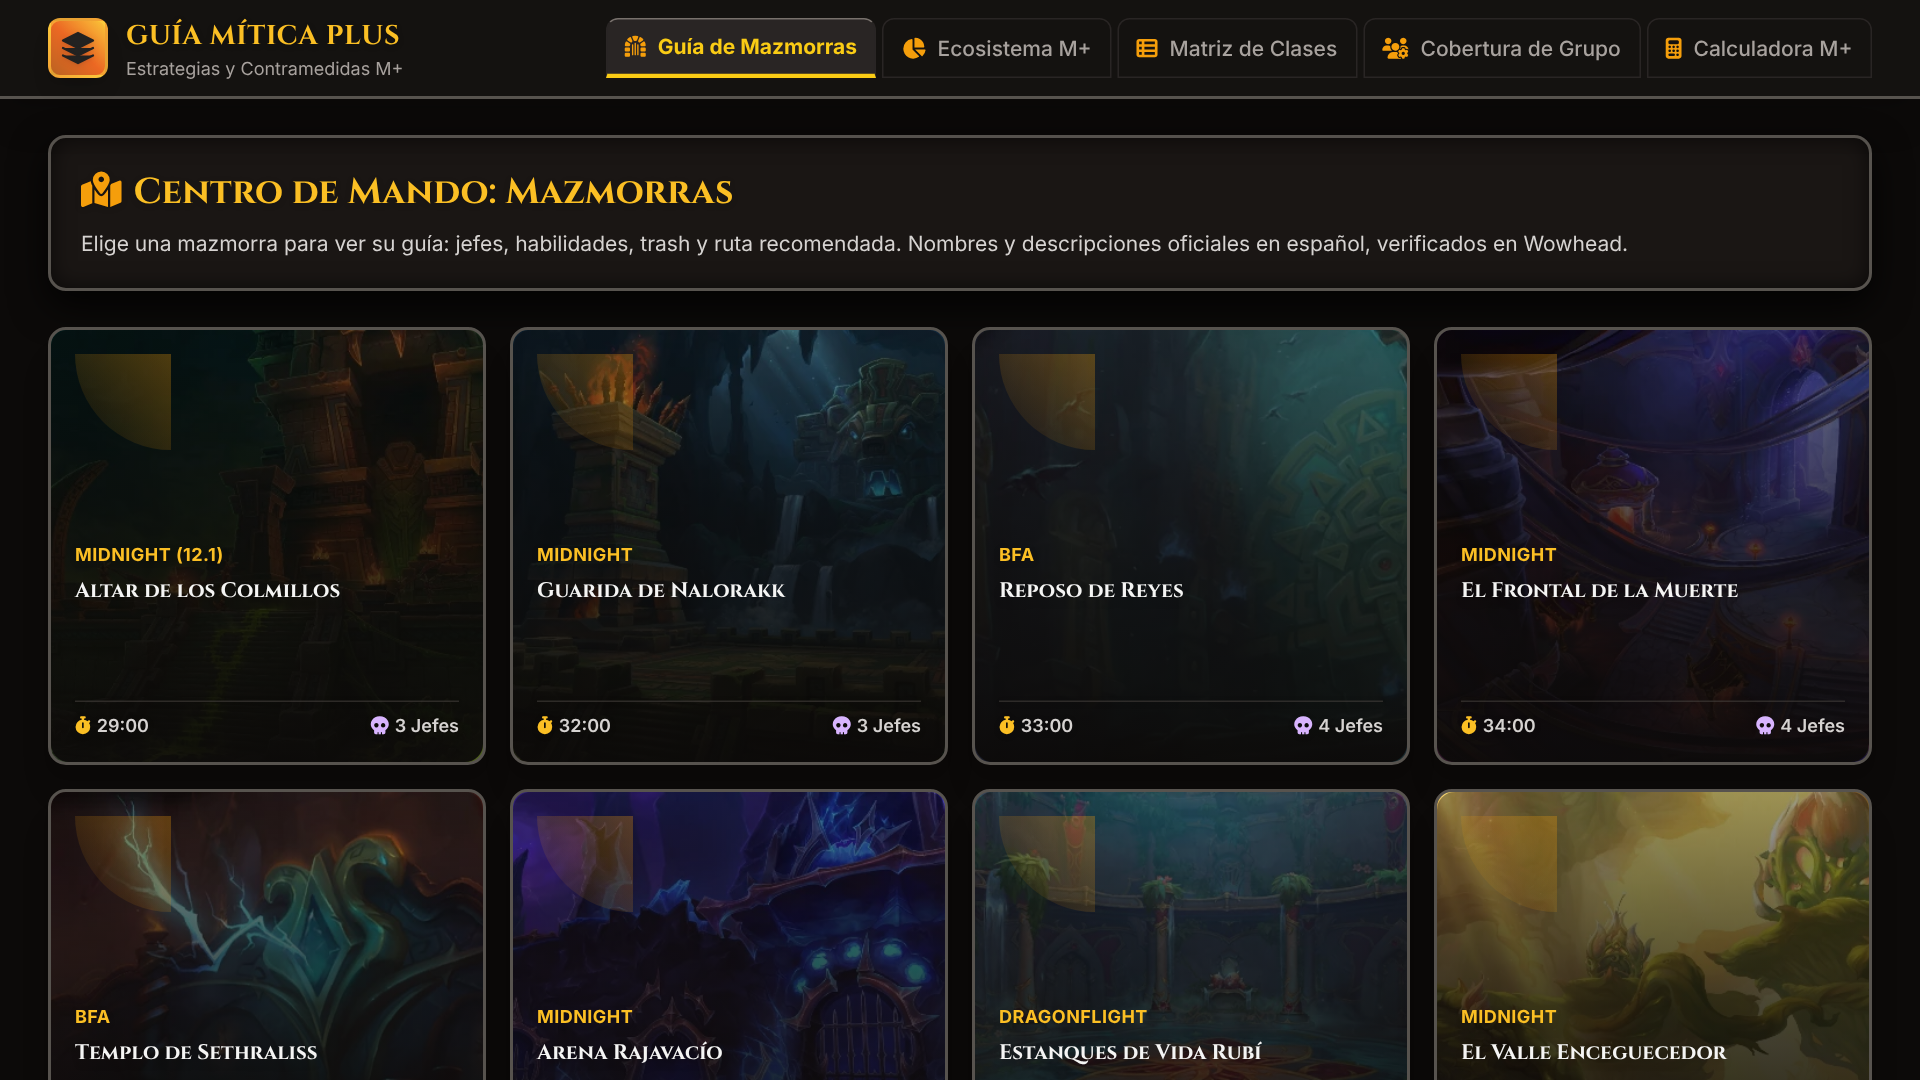 GUÍA MÍTICA PLUS
Estrategias y Contramedidas M+
Guía de Mazmorras
Ecosistema M+
Matriz de Clases
Cobertura de Grupo
Calculadora M+
Centro de Mando: Mazmorras
Elige una mazmorra para ver su guía: jefes, habilidades, trash y ruta recomendada. Nombres y descripciones oficiales en español, verificados en Wowhead.
MIDNIGHT (12.1)
Altar de los Colmillos
29:00
3 Jefes
MIDNIGHT
Guarida de Nalorakk
32:00
3 Jefes
BFA
Reposo de Reyes
33:00
4 Jefes
MIDNIGHT
El Frontal de la Muerte
34:00
4 Jefes
BFA
Templo de Sethraliss
MIDNIGHT
Arena Rajavacío
DRAGONFLIGHT
Estanques de Vida Rubí
MIDNIGHT
El Valle Enceguecedor